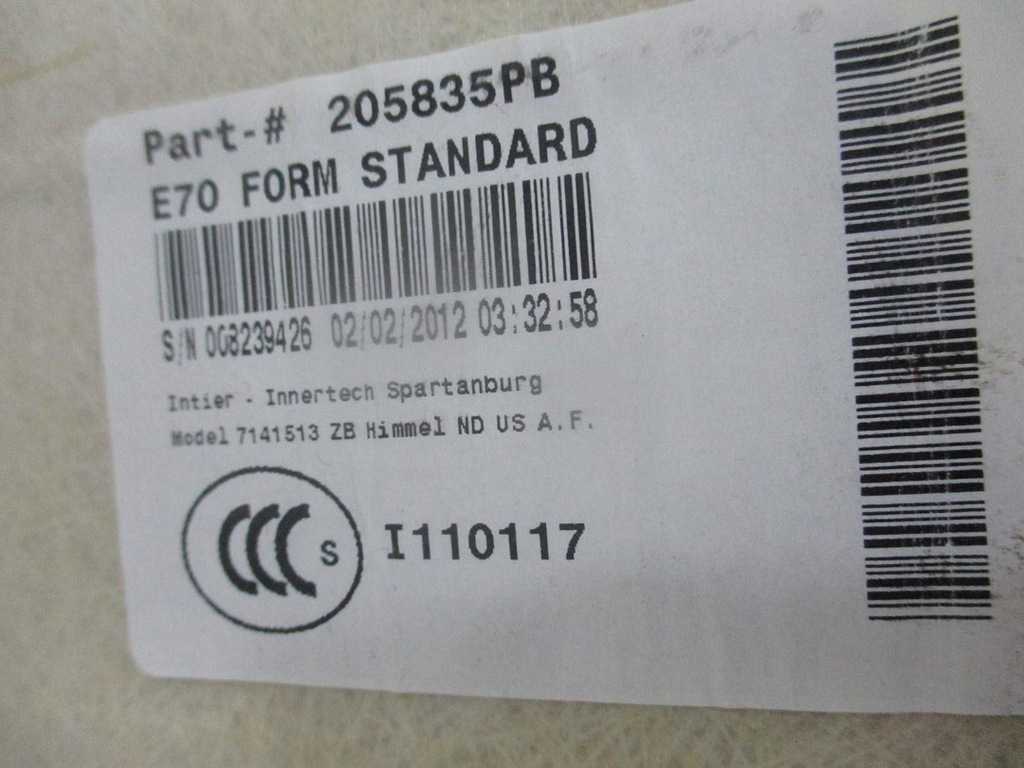 Part-# 205835PB
E70 FORM STANDARD
S/N 008239426 02/02/2012 03:32:58
Intier - Innertech Spartanburg
Model 7141513 ZB Himmel ND US A.F.
CCC S I110117